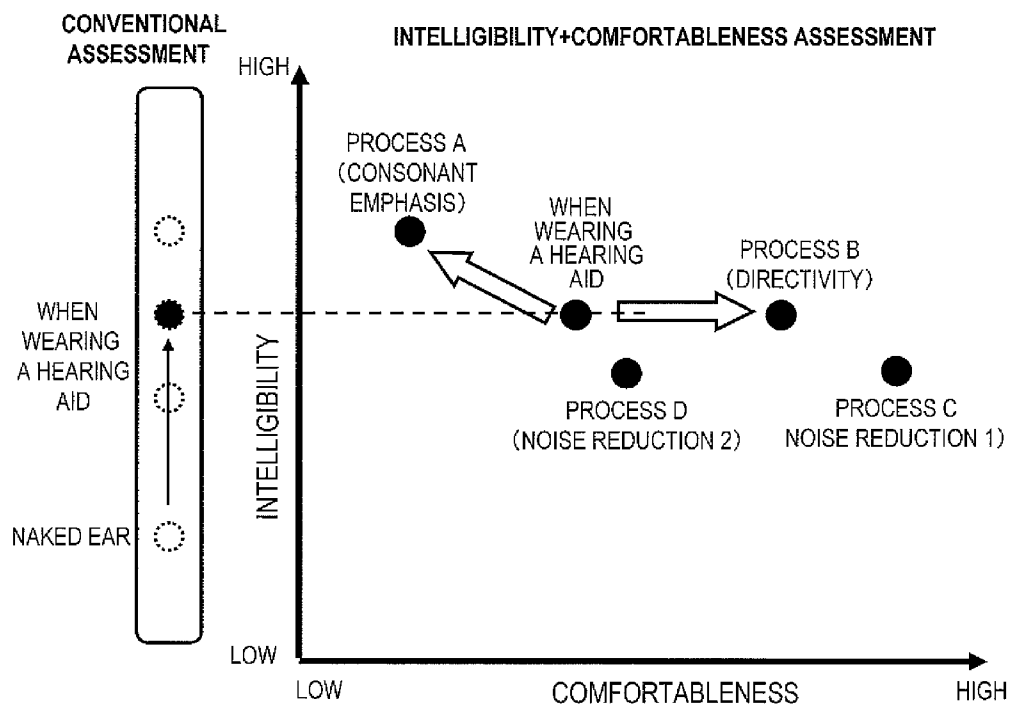 CONVENTIONAL
ASSESSMENT
INTELLIGIBILITY+COMFORTABLENESS ASSESSMENT
HIGH
PROCESS A
(CONSONANT
EMPHASIS)
WHEN
WEARING
A HEARING
AID
PROCESS B
(DIRECTIVITY)
WHEN
WEARING
A HEARING
AID
INTELLIGIBILITY
PROCESS D
(NOISE REDUCTION 2)
PROCESS C
NOISE REDUCTION 1)
NAKED EAR
LOW
LOW
COMFORTABLENESS
HIGH